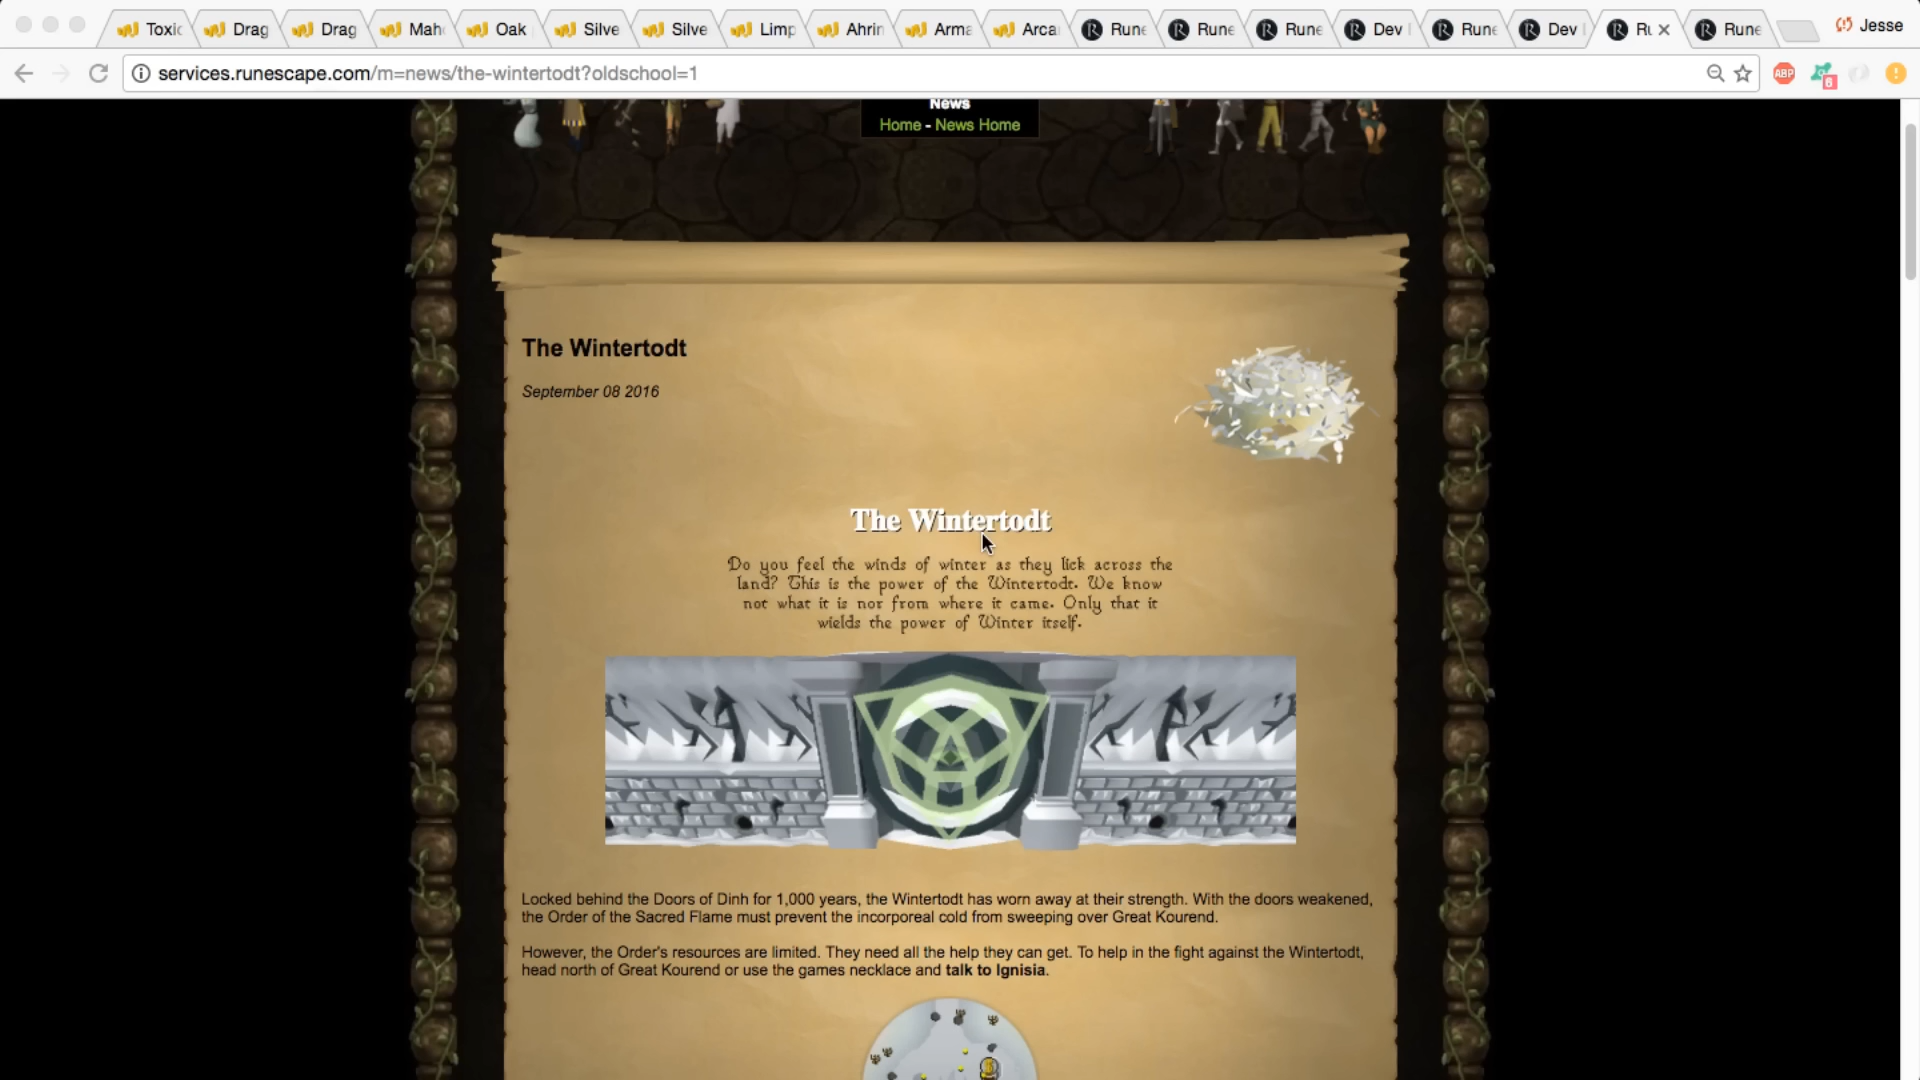 Toxic
Drag
Drag
Mah
Oak
Silve
Silve
Limp
Ahrin
Arma
Arca
Rune
Rune
Rune
Dev
Rune
Dev
Ru
Rune
Jesse
services.runescape.com/m=news/the-wintertodt?oldschool=1
ABP
6
News
Home - News Home
The Wintertodt
September 08 2016
The Wintertodt
Do you feel the winds of winter as they lick across the
land? This is the power of the Wintertodt. We know
not what it is nor from where it came. Only that it
wields the power of Winter itself.
Locked behind the Doors of Dinh for 1,000 years, the Wintertodt has worn away at their strength. With the doors weakened,
the Order of the Sacred Flame must prevent the incorporeal cold from sweeping over Great Kourend.
However, the Order's resources are limited. They need all the help they can get. To help in the fight against the Wintertodt,
head north of Great Kourend or use the games necklace and talk to Ignisia.